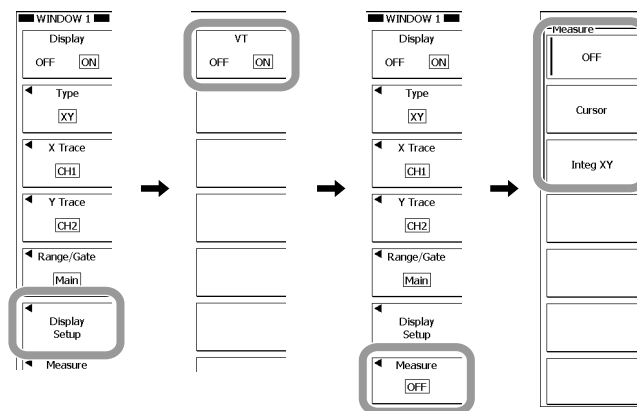 WINDOW 1
Display
OFF ON
Type
XY
X Trace
CH1
Y Trace
CH2
Range/Gate
Main
Display
Setup
Measure
VT
OFF ON
WINDOW 1
Display
OFF ON
Type
XY
X Trace
CH1
Y Trace
CH2
Range/Gate
Main
Display
Setup
Measure
OFF
Measure
OFF
Cursor
Integ XY